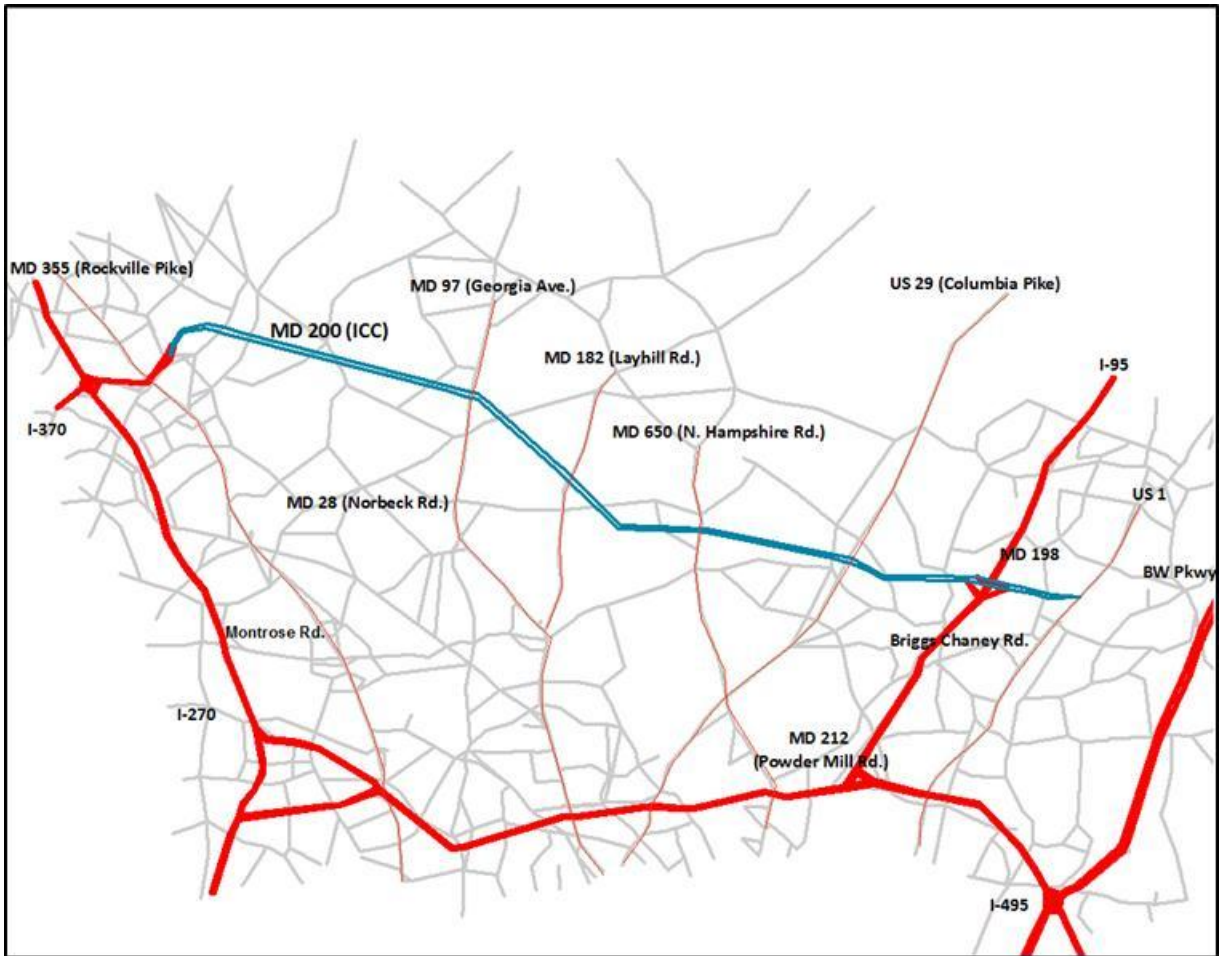 MD 355 (Rockville Pike)
MD 97 (Georgia Ave.)
US 29 (Columbia Pike)
MD 200 (ICC)
MD 182 (Layhill Rd.)
I-95
I-370
MD 650 (N. Hampshire Rd.)
MD 28 (Norbeck Rd.)
US 1
MD 198
BW Pkwy
Montrose Rd.
Briggs Chaney Rd.
I-270
MD 212
(Powder Mill Rd.)
I-495